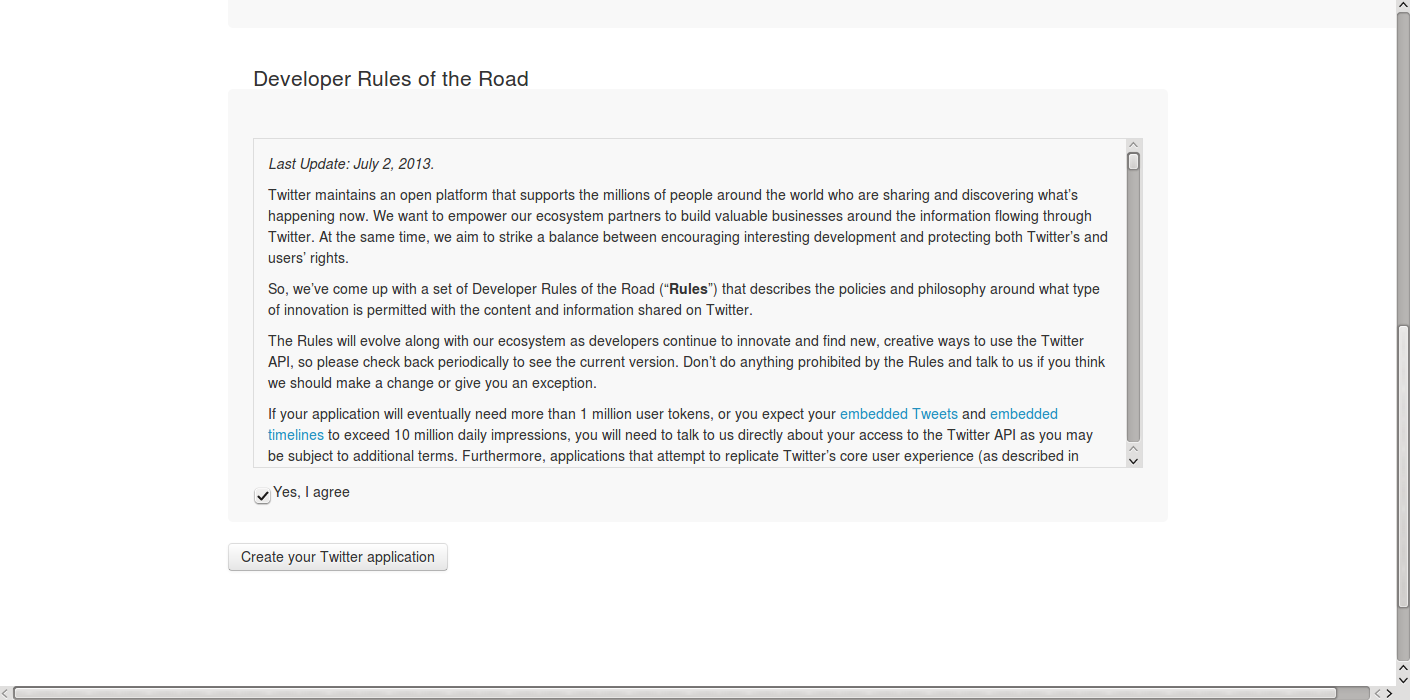 Developer Rules of the Road
Last Update: July 2, 2013.
Twitter maintains an open platform that supports the millions of people around the world who are sharing and discovering what’s
happening now. We want to empower our ecosystem partners to build valuable businesses around the information flowing through
Twitter. At the same time, we aim to strike a balance between encouraging interesting development and protecting both Twitter’s and
users’ rights.
So, we’ve come up with a set of Developer Rules of the Road (“Rules”) that describes the policies and philosophy around what type
of innovation is permitted with the content and information shared on Twitter.
The Rules will evolve along with our ecosystem as developers continue to innovate and find new, creative ways to use the Twitter
API, so please check back periodically to see the current version. Don’t do anything prohibited by the Rules and talk to us if you think
we should make a change or give you an exception.
If your application will eventually need more than 1 million user tokens, or you expect your embedded Tweets and embedded
timelines to exceed 10 million daily impressions, you will need to talk to us directly about your access to the Twitter API as you may
be subject to additional terms. Furthermore, applications that attempt to replicate Twitter’s core user experience (as described in
Yes, I agree
Create your Twitter application